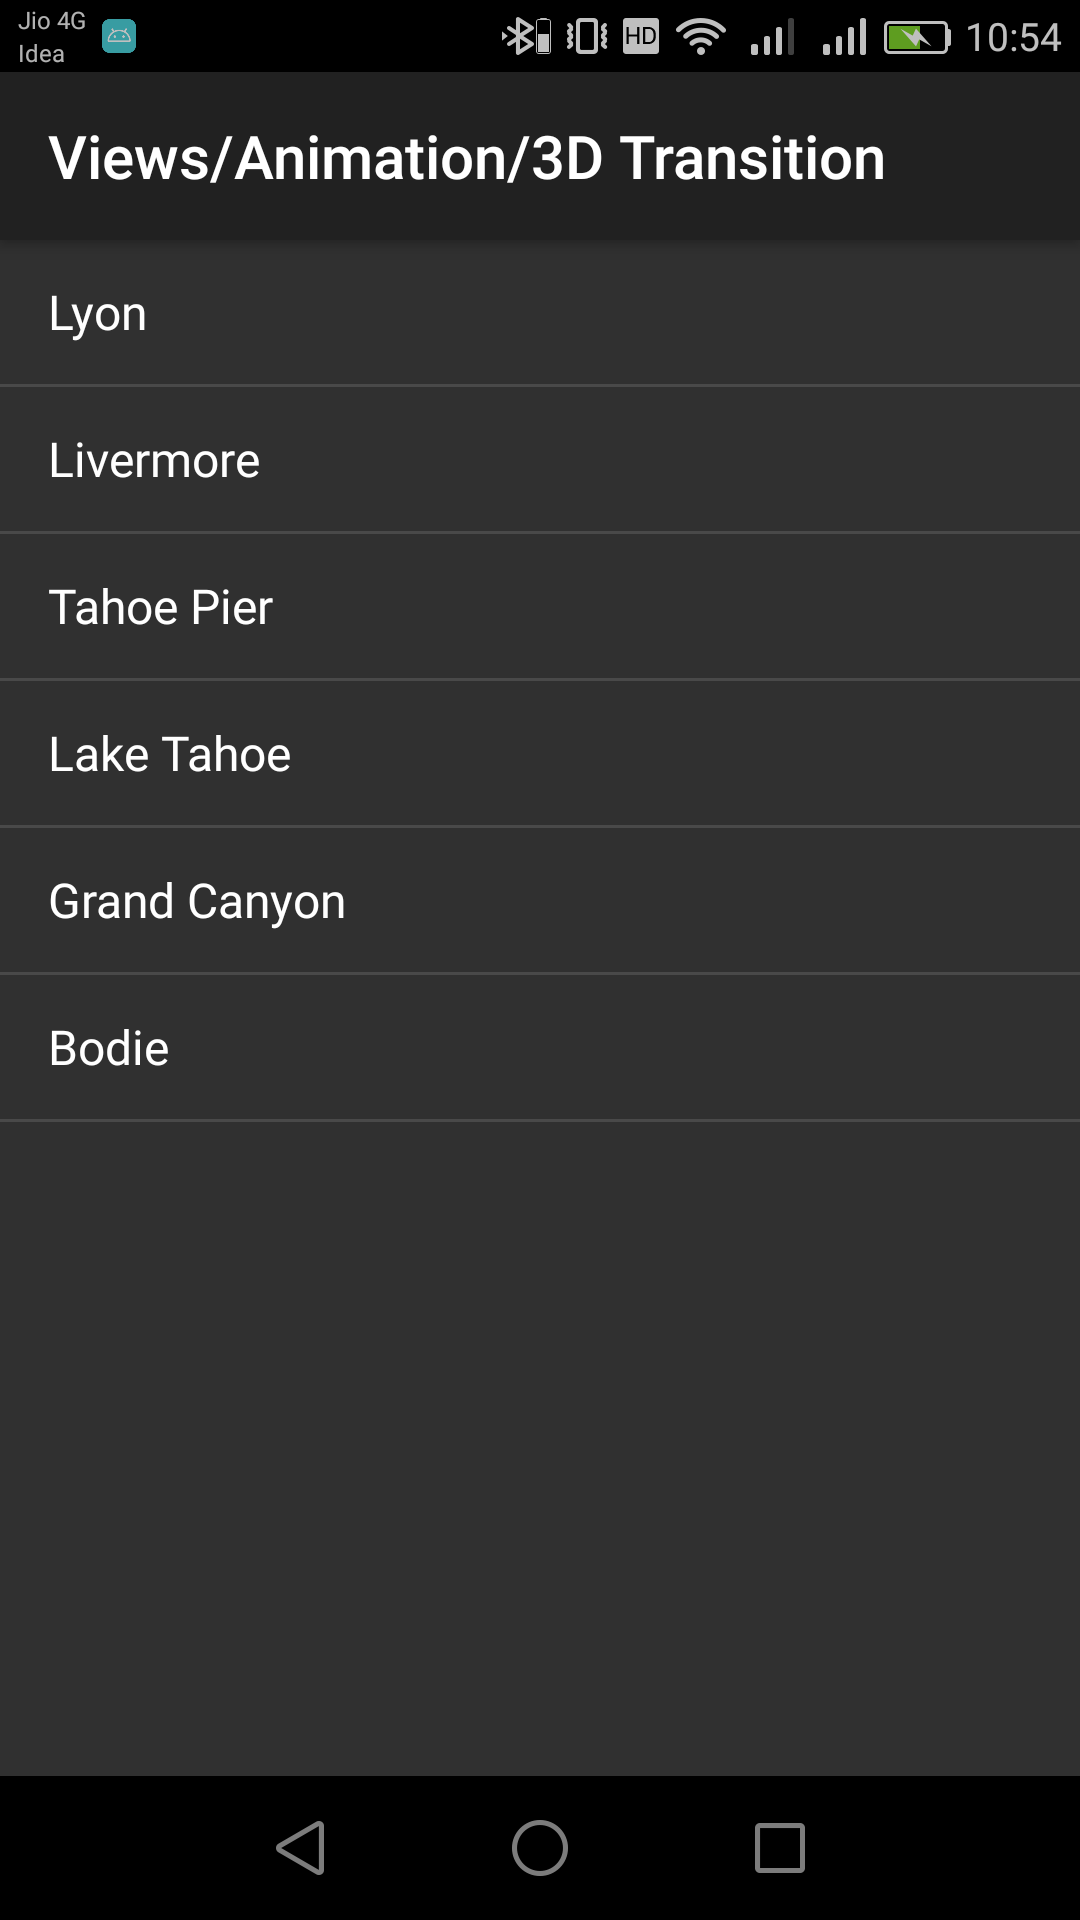 Jio 4G
Idea
HD
10:54
Views/Animation/3D Transition
Lyon
Livermore
Tahoe Pier
Lake Tahoe
Grand Canyon
Bodie